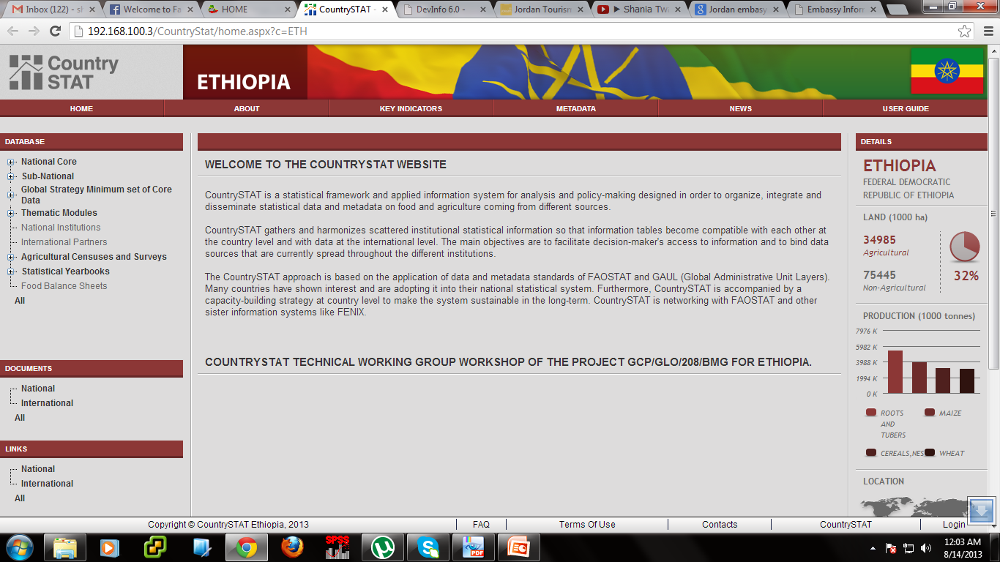 Inbox (122) - sh
Welcome to Fa
HOME
CountrySTAT -
DevInfo 6.0 -
Jordan Tourism
Shania Twa
Jordan embasy
Embassy Inforr
192.168.100.3/CountryStat/home.aspx?c=ETH
Country
STAT
ETHIOPIA
HOME
ABOUT
KEY INDICATORS
METADATA
NEWS
USER GUIDE
DATABASE
National Core
Sub-National
Global Strategy Minimum set of Core
Data
Thematic Modules
National Institutions
International Partners
Agricultural Censuses and Surveys
Statistical Yearbooks
Food Balance Sheets
All
DOCUMENTS
National
International
All
LINKS
National
International
All
WELCOME TO THE COUNTRYSTAT WEBSITE
CountrySTAT is a statistical framework and applied information system for analysis and policy-making designed in order to organize, integrate and
disseminate statistical data and metadata on food and agriculture coming from different sources.
CountrySTAT gathers and harmonizes scattered institutional statistical information so that information tables become compatible with each other at
the country level and with data at the international level. The main objectives are to facilitate decision-maker's access to information and to bind data
sources that are currently spread throughout the different institutions.
The CountrySTAT approach is based on the application of data and metadata standards of FAOSTAT and GAUL (Global Administrative Unit Layers).
Many countries have shown interest and are adopting it into their national statistical system. Furthermore, CountrySTAT is accompanied by a
capacity-building strategy at country level to make the system sustainable in the long-term. CountrySTAT is networking with FAOSTAT and other
sister information systems like FENIX.
COUNTRYSTAT TECHNICAL WORKING GROUP WORKSHOP OF THE PROJECT GCP/GLO/208/BMG FOR ETHIOPIA.
DETAILS
ETHIOPIA
FEDERAL DEMOCRATIC
REPUBLIC OF ETHIOPIA
LAND (1000 ha)
34985
Agricultural
75445
Non-Agricultural
32%
PRODUCTION (1000 tonnes)
7976 K
5982 K
3988 K
1994 K
0 K
ROOTS
AND
TUBERS
MAIZE
CEREALS,NES
WHEAT
LOCATION
Copyright © CountrySTAT Ethiopia, 2013
FAQ
Terms Of Use
Contacts
CountrySTAT
Login
SPSS
PDF
12:03 AM
8/14/2013